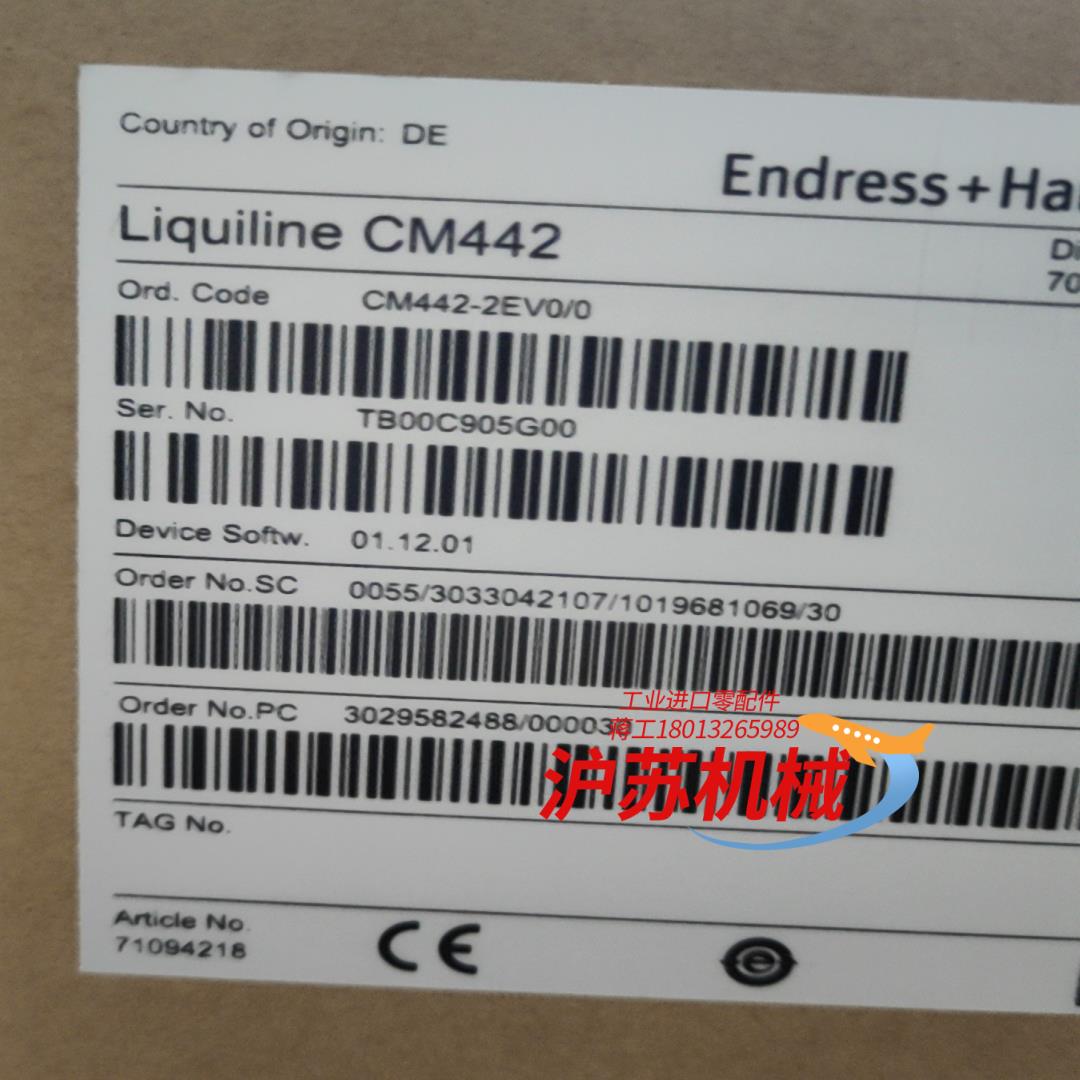 Country of Origin: DE
Endress+Ha
Liquiline CM442
Di
70
Ord. Code CM442-2EV0/0
Ser. No. TB00C905G00
Device Softw. 01.12.01
Order No.SC 0055/3033042107/1019681069/30
工业进口零配件
Order No.PC 3029582488/00003
蒋工18013265989
沪苏机械
TAG No.
Article No.
71094218
CE
e